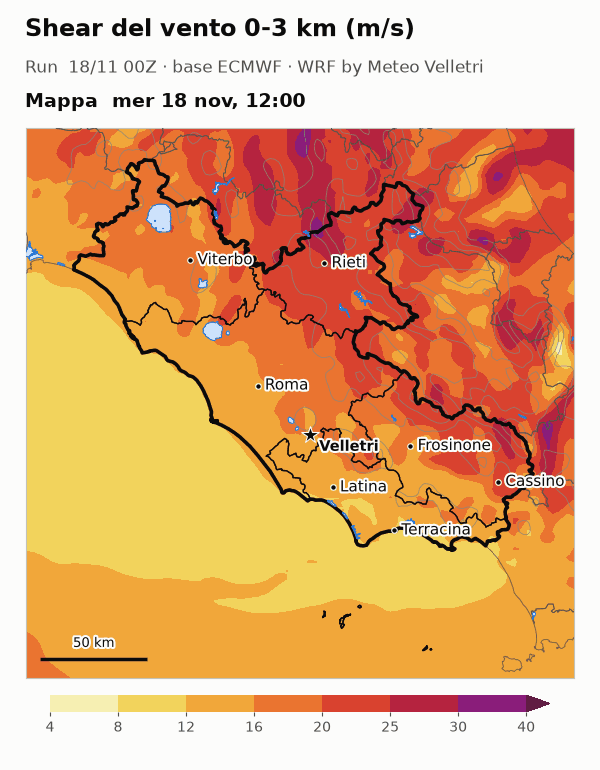 Shear del vento 0-3 km (m/s)
Run  18/11 00Z · base ECMWF · WRF by Meteo Velletri
Mappa  mer 18 nov, 12:00
Viterbo
Rieti
Roma
Velletri
Frosinone
Latina
Cassino
Terracina
50 km
4 8 12 16 20 25 30 40